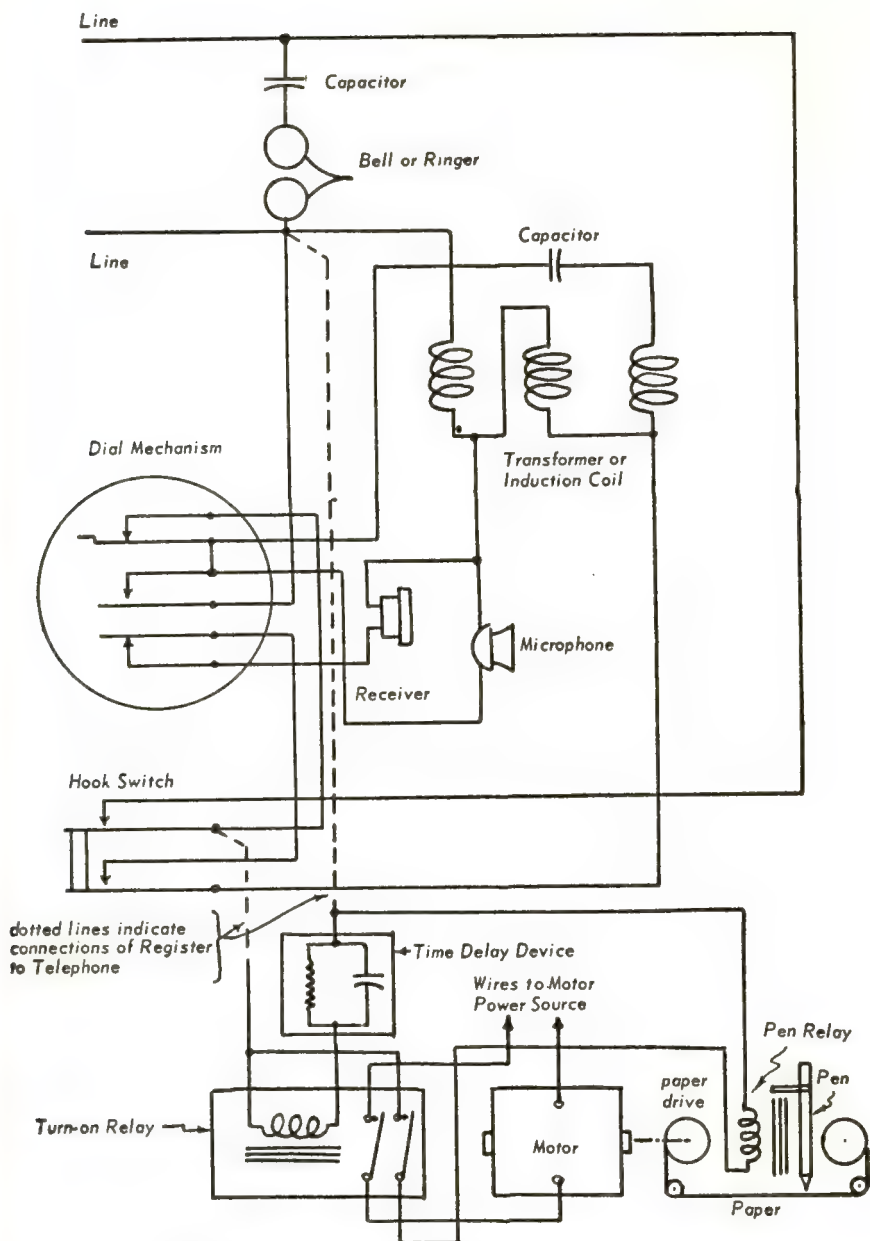 Line
Capacitor
Bell or Ringer
Capacitor
Line
Dial Mechanism
Transformer or
Induction Coil
Microphone
Receiver
Hook Switch
dotted lines indicate
connections of Register
to Telephone
Time Delay Device
Wires to Motor
Power Source
Pen Relay
Pen
paper
drive
Turn-on Relay
Motor
Paper